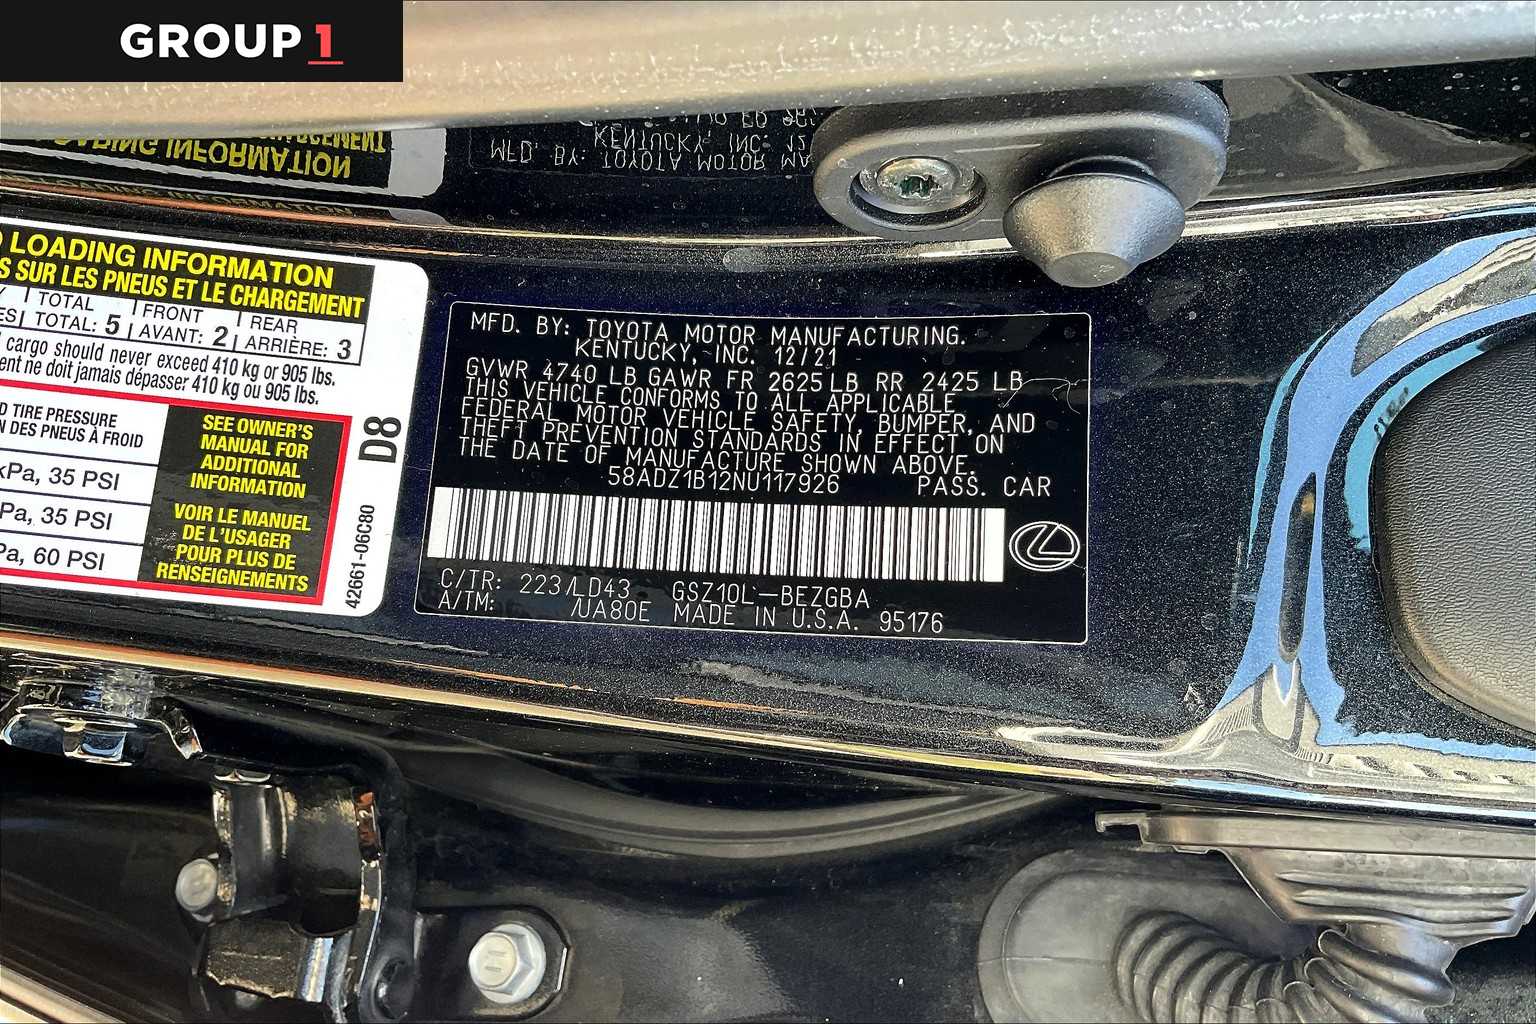 GROUP 1
LOADING INFORMATION
SUR LES PNEUS ET LE CHARGEMENT
TOTAL FRONT REAR
TOTAL: 5 AVANT: 2 ARRIÈRE: 3
cargo should never exceed 410 kg or 905 lbs.
ne doit jamais dépasser 410 kg ou 905 lbs.
TIRE PRESSURE
DES PNEUS À FROID
kPa, 35 PSI
35 PSI
60 PSI
SEE OWNER'S
MANUAL FOR
ADDITIONAL
INFORMATION
VOIR LE MANUEL
DE L'USAGER
POUR PLUS DE
RENSEIGNEMENTS
D8
42661-06C80
MFD. BY: TOYOTA MOTOR MANUFACTURING.
KENTUCKY, INC. 12/21
GVWR 4740 LB GAWR FR 2625 LB RR 2425 LB
THIS VEHICLE CONFORMS TO ALL APPLICABLE
FEDERAL MOTOR VEHICLE SAFETY, BUMPER, AND
THEFT PREVENTION STANDARDS IN EFFECT ON
THE DATE OF MANUFACTURE SHOWN ABOVE.
58ADZ1B12NU117926 PASS. CAR
C/TR: 223/LD43 GSZ10L-BEZGBA
A/TM: /UA80E MADE IN U.S.A. 95176